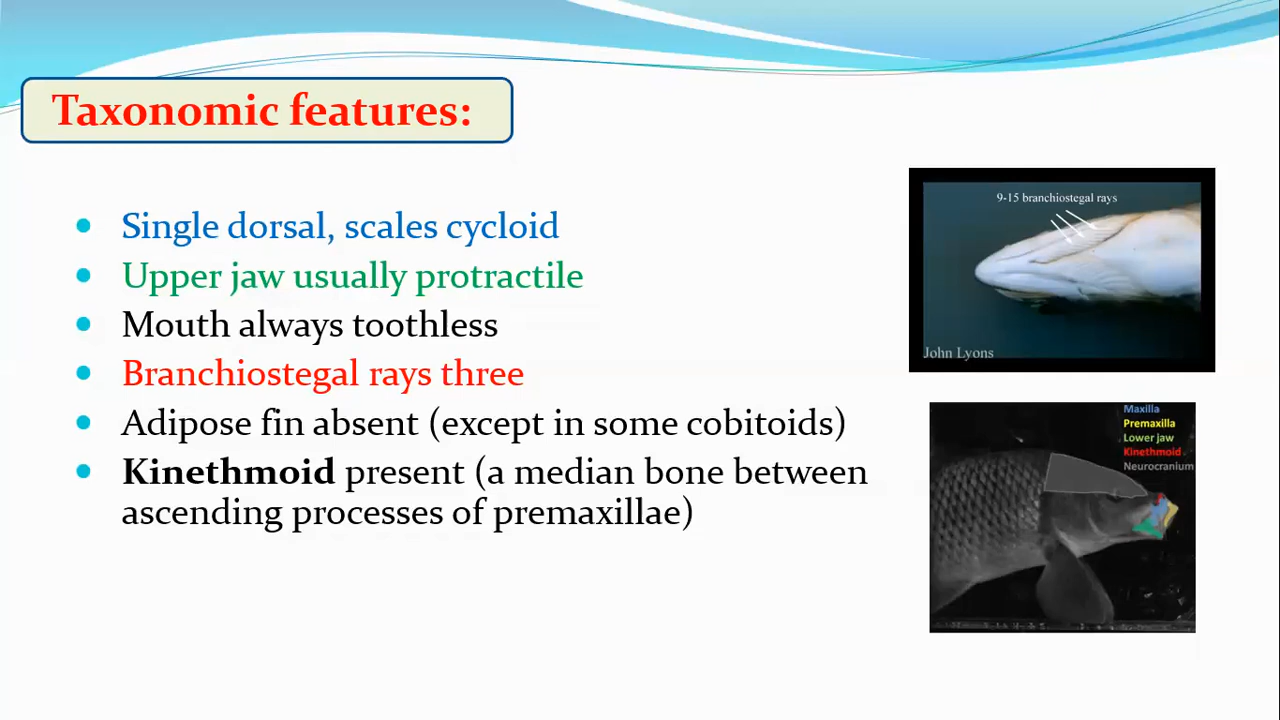 Taxonomic features:
Single dorsal, scales cycloid
Upper jaw usually protractile
Mouth always toothless
Branchiostegal rays three
Adipose fin absent (except in some cobitoids)
Kinethmoid present (a median bone between
ascending processes of premaxillae)
9-15 branchiostegal rays
John Lyons
Maxilla
Premaxilla
Lower jaw
Kinethmoid
Neurocranium